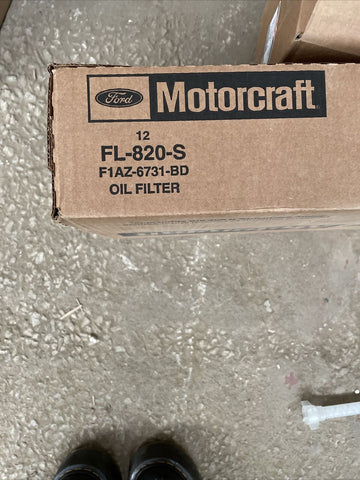 Ford Motorcraft
12
FL-820-S
F1AZ-6731-BD
OIL FILTER